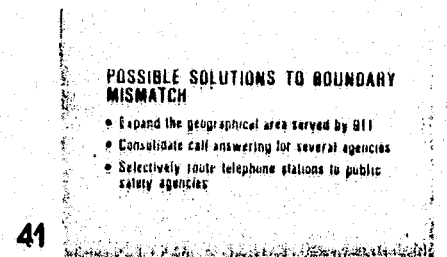 POSSIBLE SOLUTIONS TO BOUNDARY
MISMATCH
• Expand the geographical area served by 911
• Consolidate call answering for several agencies
• Selectively route telephone stations to public
safety agencies
41